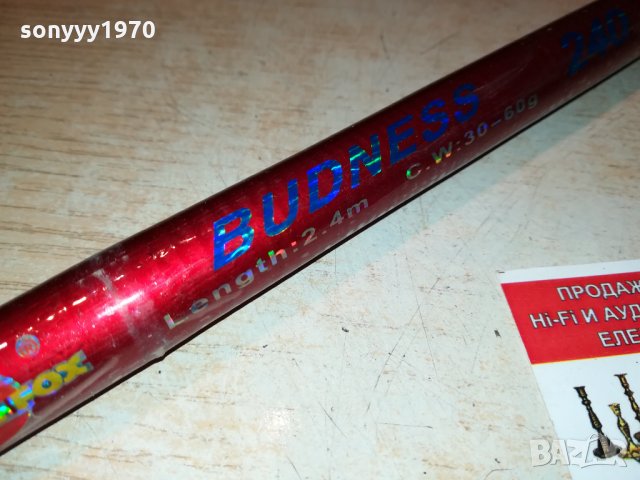 sonyyy1970
BUDNESS 240
Length:2.4m C.W:30-60g
FOX
ПРОДАЖ
Hi-Fi И АУД
ЕЛЕ
BAZAR